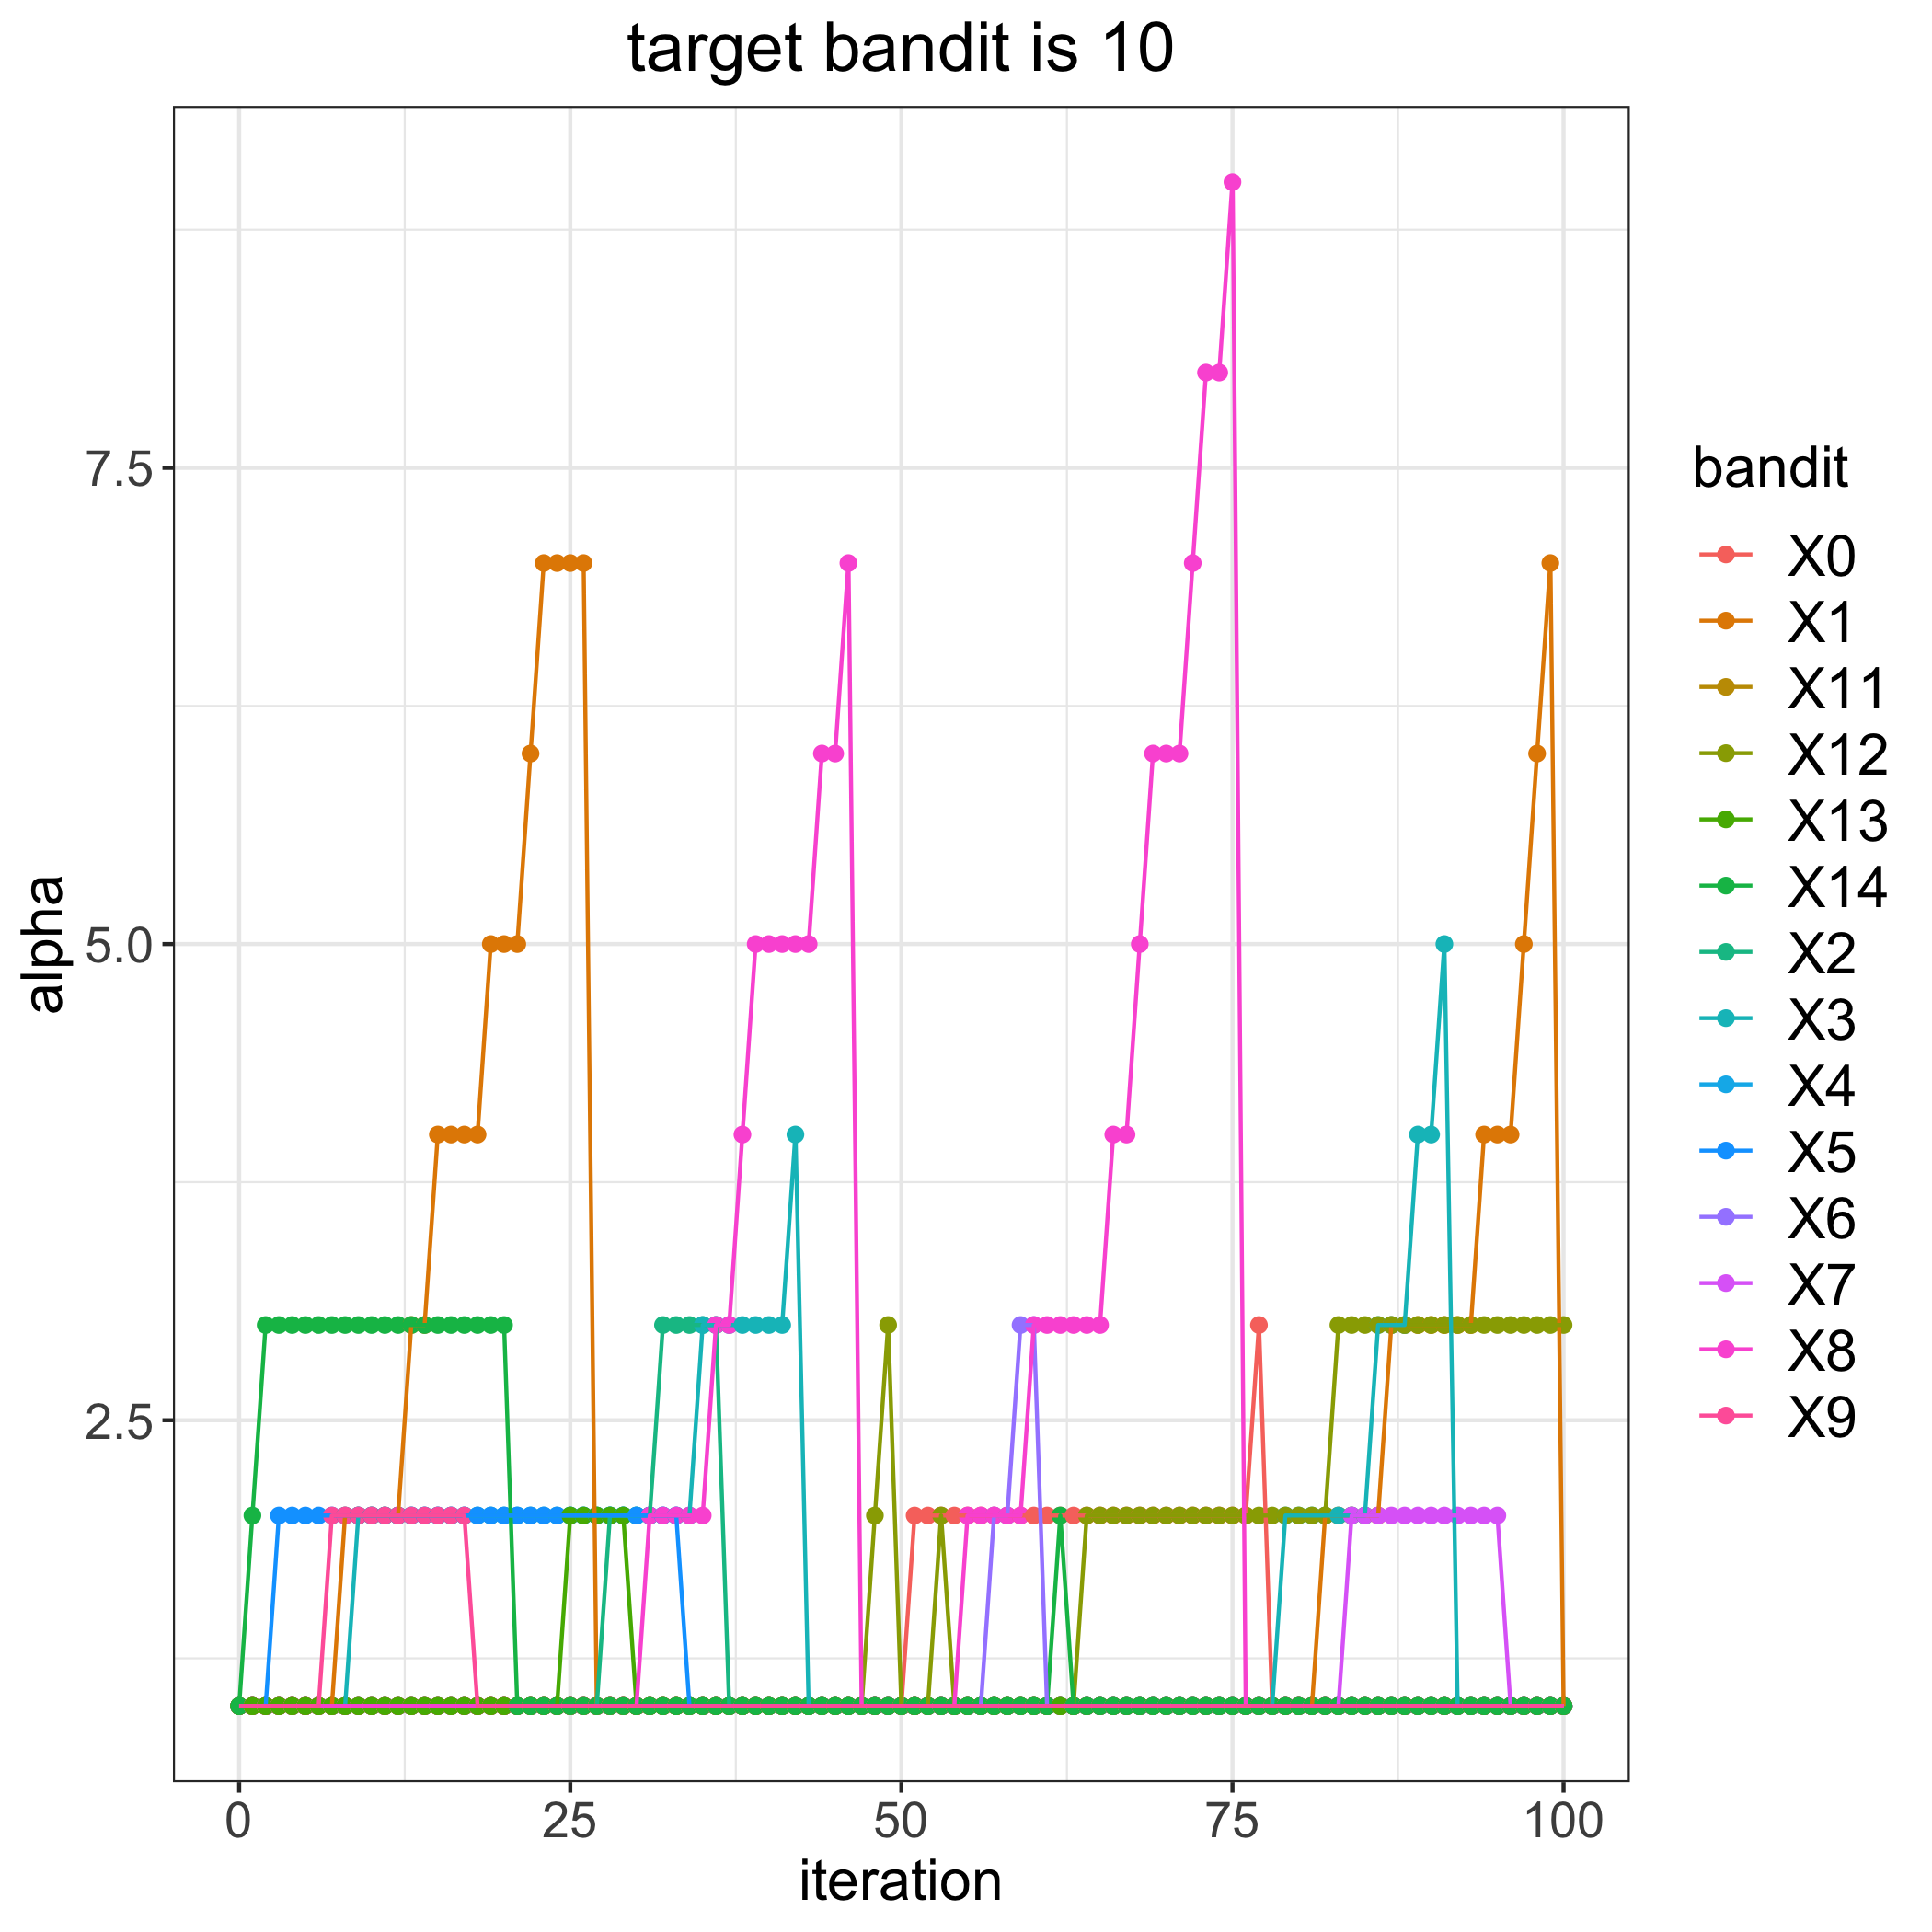 target bandit is 10
alpha
7.5
5.0
2.5
0 25 50 75 100
iteration
bandit
X0
X1
X11
X12
X13
X14
X2
X3
X4
X5
X6
X7
X8
X9